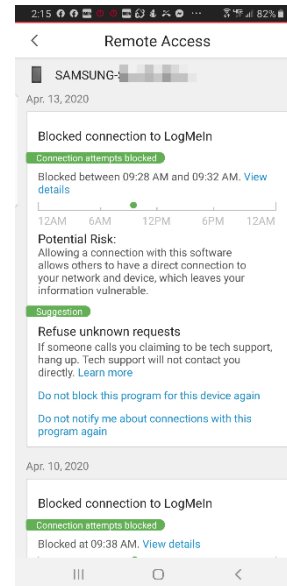 2:15
82%
Remote Access
SAMSUNG-
Apr. 13, 2020
Blocked connection to LogMeIn
Connection attempts blocked
Blocked between 09:28 AM and 09:32 AM. View
details
12AM 6AM 12PM 6PM 12AM
Potential Risk:
Allowing a connection with this software
allows others to have a direct connection to
your network and device, which leaves your
information vulnerable.
Suggestion
Refuse unknown requests
If someone calls you claiming to be tech support,
hang up. Tech support will not contact you
directly. Learn more
Do not block this program for this device again
Do not notify me about connections with this
program again
Apr. 10, 2020
Blocked connection to LogMeIn
Connection attempts blocked
Blocked at 09:38 AM. View details